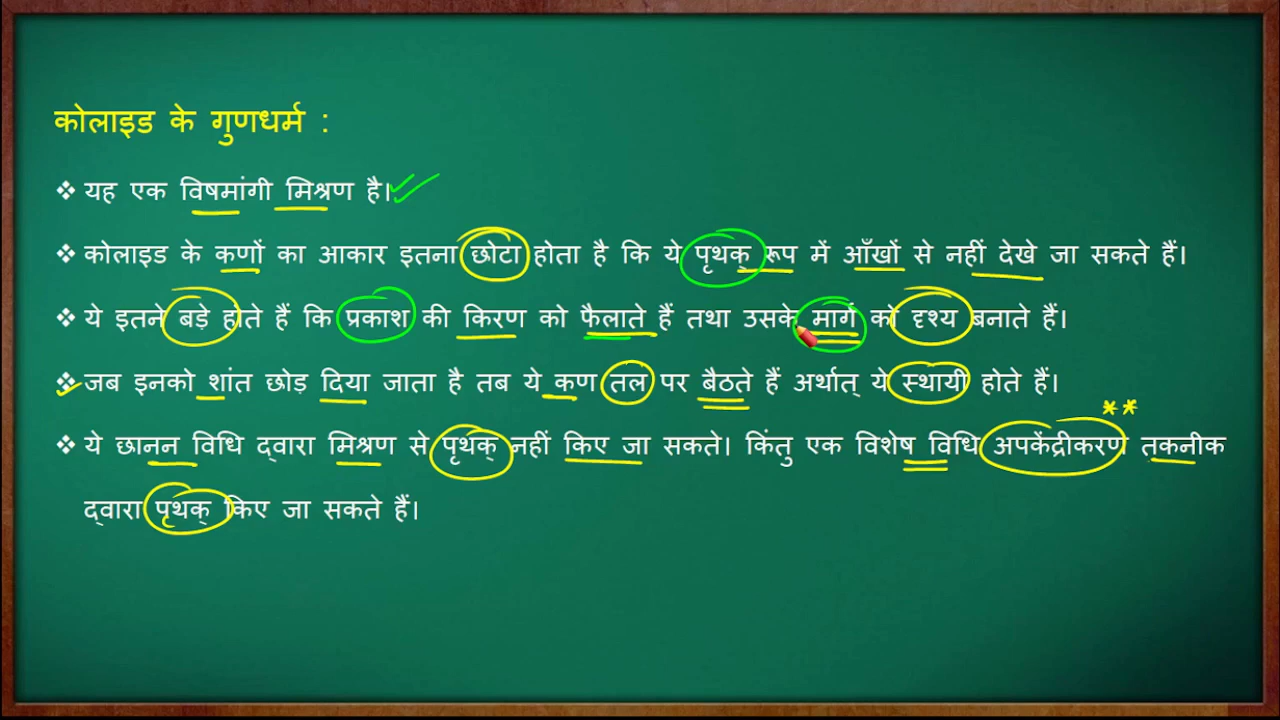 कोलाइड के गुणधर्म :
❖ यह एक विषमांगी मिश्रण है।
❖ कोलाइड के कणों का आकार इतना छोटा होता है कि ये पृथक् रूप में आँखों से नहीं देखे जा सकते हैं।
❖ ये इतने बड़े होते हैं कि प्रकाश की किरण को फैलाते हैं तथा उसके मार्ग को दृश्य बनाते हैं।
❖ जब इनको शांत छोड़ दिया जाता है तब ये कण तल पर बैठते हैं अर्थात् ये स्थायी होते हैं।
❖ ये छानन विधि द्वारा मिश्रण से पृथक् नहीं किए जा सकते। किंतु एक विशेष विधि अपकेंद्रीकरण तकनीक
द्वारा पृथक् किए जा सकते हैं।